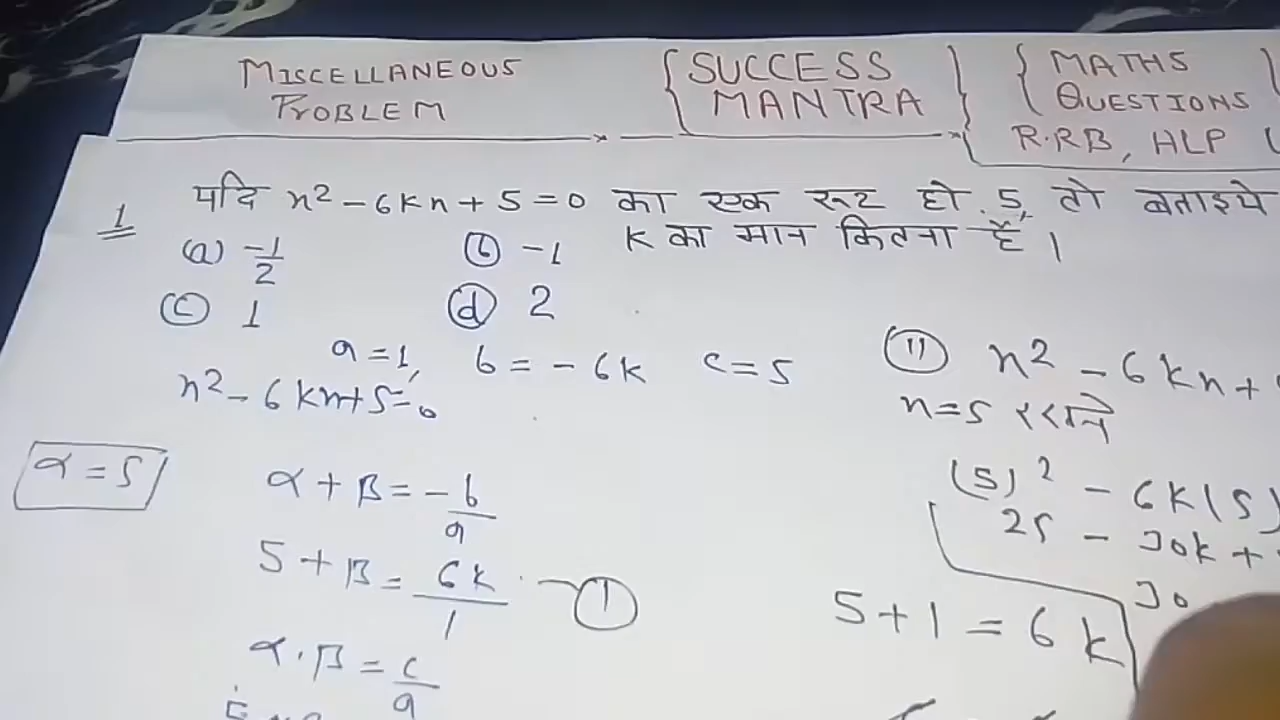 MISCELLANEOUS
PROBLEM
{ SUCCESS
MANTRA }
{ MATHS
QUESTIONS
R.R.B, HLP (
1 यदि x² - 6kx + 5 = 0 का एक रूट हो 5, तो बताइये
k का मान कितना है ।
(a) -1/2 (b) -1
(c) 1 (d) 2
a = 1, b = - 6k c = 5
x² - 6kx + 5 = 0
α = 5
α + β = - b/a
5 + β = 6k/1 - (1)
α . β = c/a
(11) x² - 6kx +
x = 5 रखने
(5)² - 6k(5)
25 - 30k +
30
5 + 1 = 6k